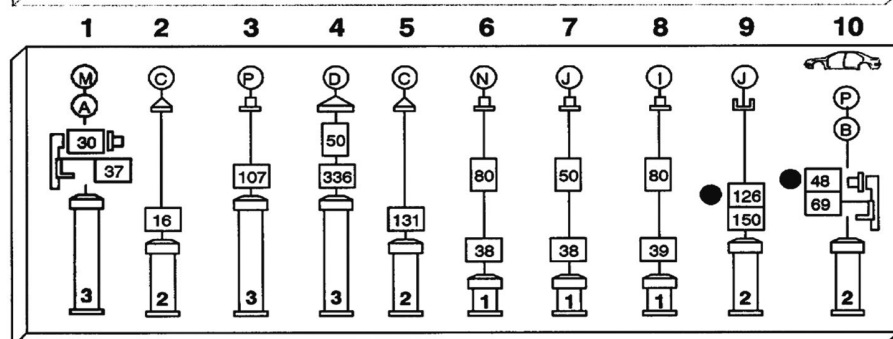 1 2 3 4 5 6 7 8 9 10
M C P D C N J I J P
A B
30 50
37 107 336 80 50 80 126 48
16 131 150 69
38 38 39
3 2 3 3 2 1 1 1 2 2